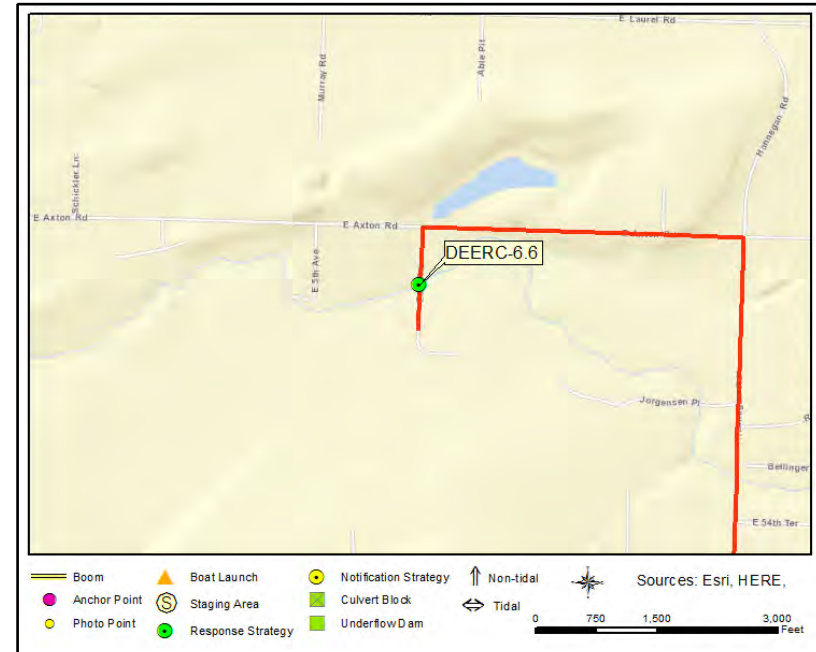 E Laurel Rd
Murray Rd
Able Pit
Hannegan Rd
Schickler Ln
E Axton Rd
E Axton Rd
E 5th Ave
DEERC-6.6
Jorgensen Pl
R
Bellinger
E 54th Ter
Boom
Boat Launch
Notification Strategy
Non-tidal
Sources: Esri, HERE,
Anchor Point
Staging Area
S
Culvert Block
Tidal
Photo Point
Response Strategy
Underflow Dam
0 750 1,500 3,000
Feet